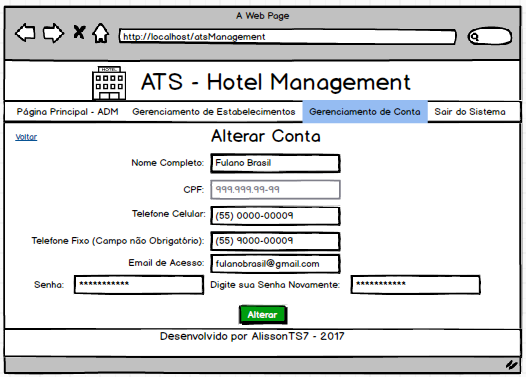 A Web Page
http://localhost/atsManagement
HOTEL
ATS - Hotel Management
Página Principal - ADM Gerenciamento de Estabelecimentos Gerenciamento de Conta Sair do Sistema
Voltar
Alterar Conta
Nome Completo: Fulano Brasil
CPF: 999.999.99-99
Telefone Celular: (55) 0000-00009
Telefone Fixo (Campo não Obrigatório): (55) 9000-00009
Email de Acesso: fulanobrasil@gmail.com
Senha: *********** Digite sua Senha Novamente: ***********
Alterar
Desenvolvido por AlissonTS7 - 2017